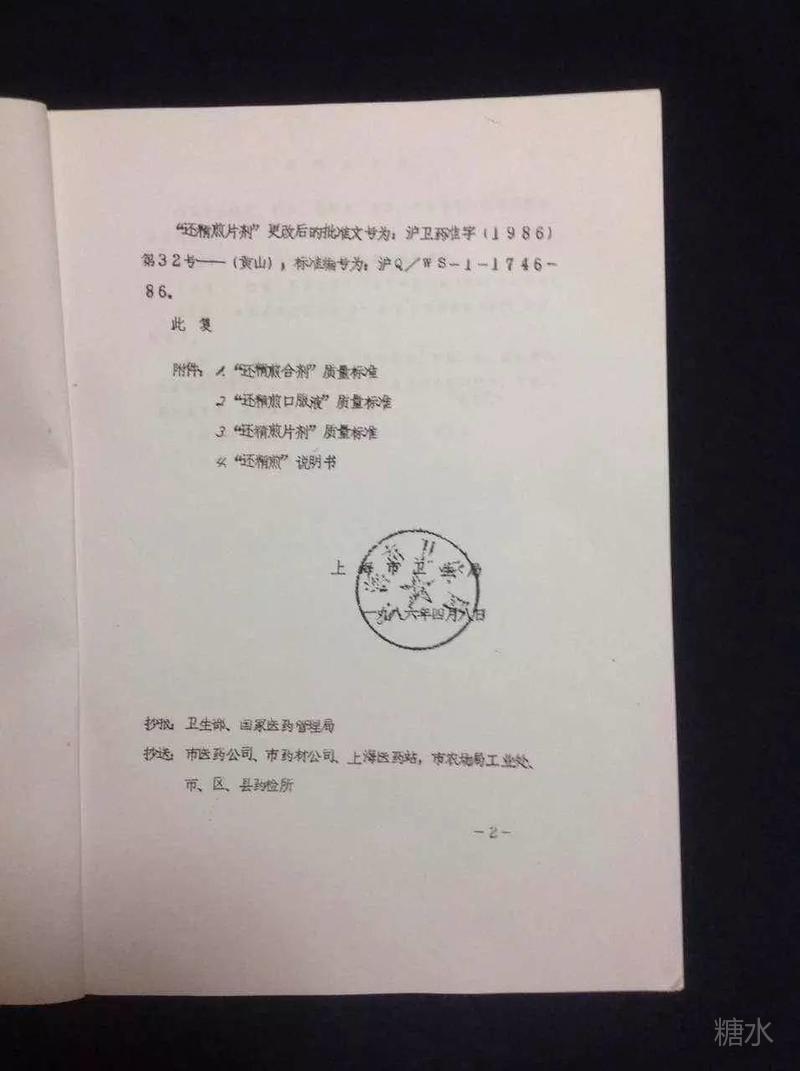 “还精煎片剂”更改后的批准文号为：沪卫药准字（1986）
第32号——（黄山），标准编号为：沪Q／WS－1－1746－
86。
此 复
附件：1.“还精煎合剂”质量标准
2.“还精煎口服液”质量标准
3.“还精煎片剂”质量标准
4.“还精煎”说明书
上 海 市 卫 生 局
一九八六年四月八日
抄报：卫生部、国家医药管理局
抄送：市医药公司、市药材公司、上海医药站，市农场局工业处、
市、区、县药检所
－2－
糖水